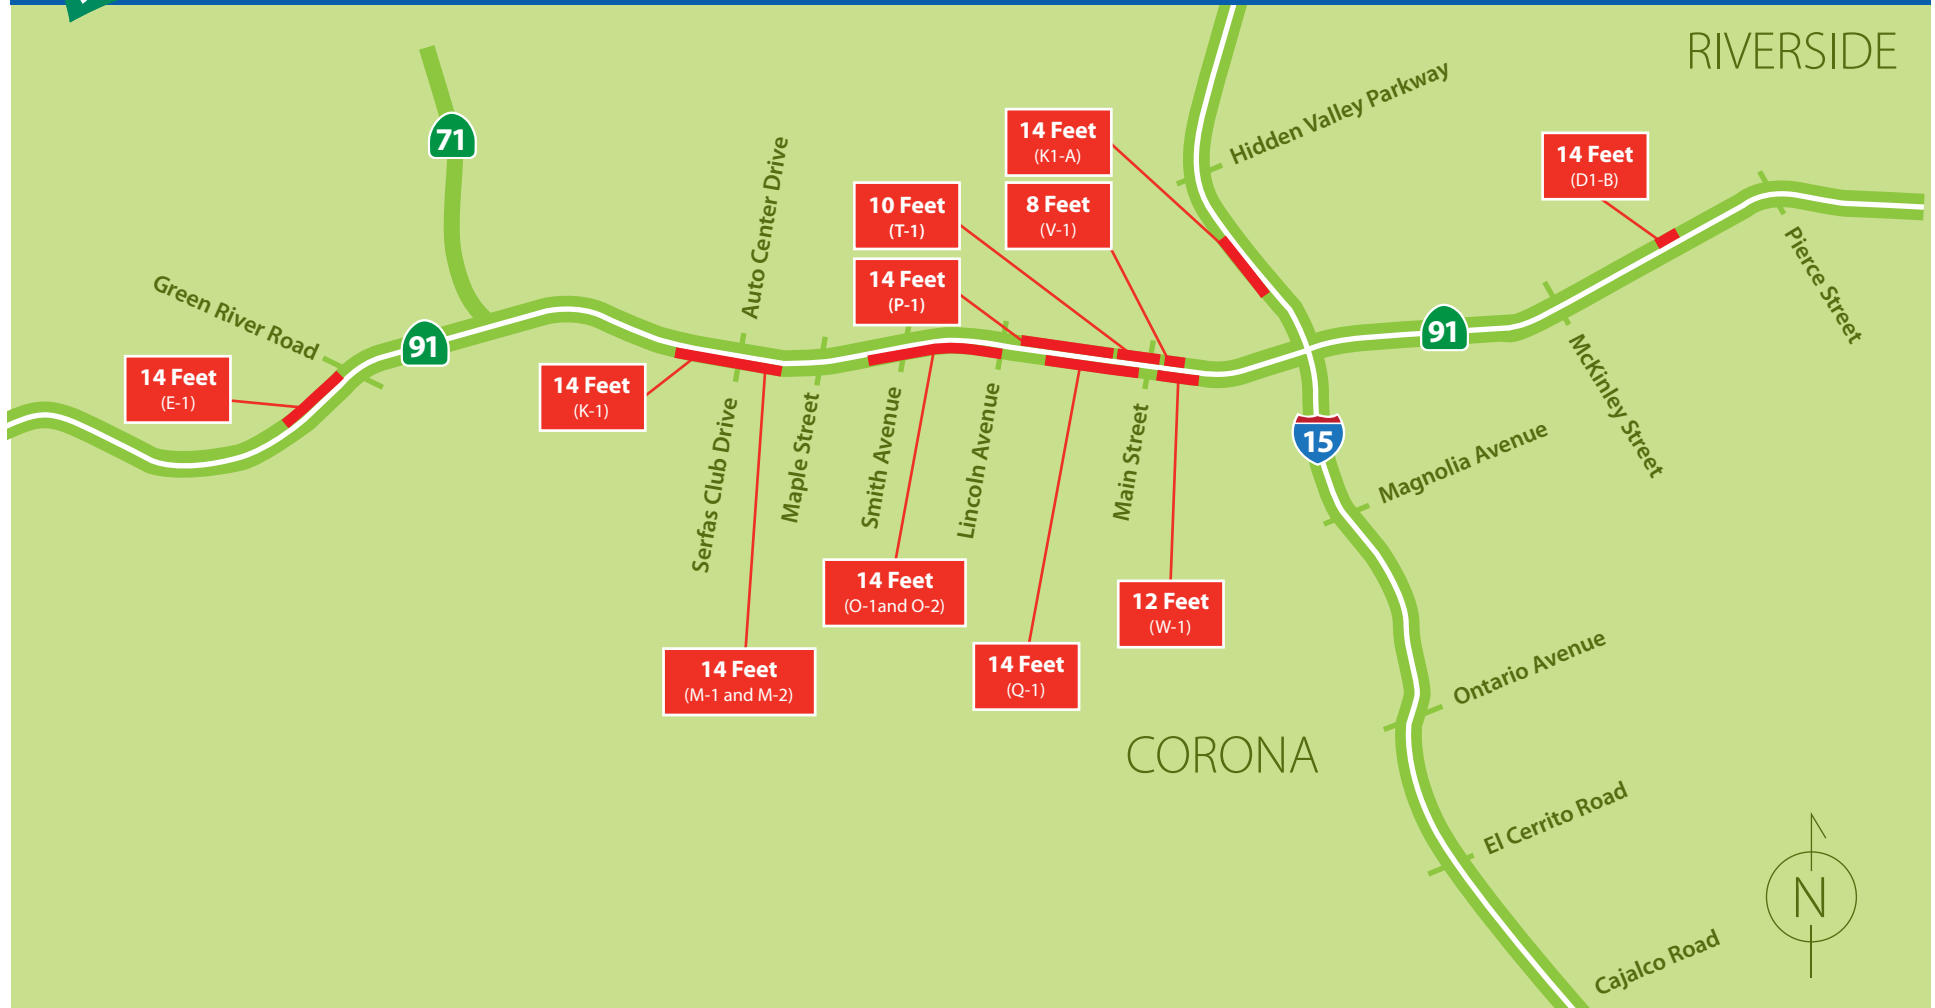 RIVERSIDE
71
Hidden Valley Parkway
14 Feet
(K1-A)
14 Feet
(D1-B)
Auto Center Drive
10 Feet
(T-1)
8 Feet
(V-1)
14 Feet
(P-1)
Green River Road
Pierce Street
91
91
14 Feet
(E-1)
14 Feet
(K-1)
McKinley Street
15
Serfas Club Drive
Maple Street
Smith Avenue
Lincoln Avenue
Main Street
Magnolia Avenue
14 Feet
(O-1and O-2)
12 Feet
(W-1)
14 Feet
(M-1 and M-2)
14 Feet
(Q-1)
Ontario Avenue
CORONA
El Cerrito Road
N
Cajalco Road